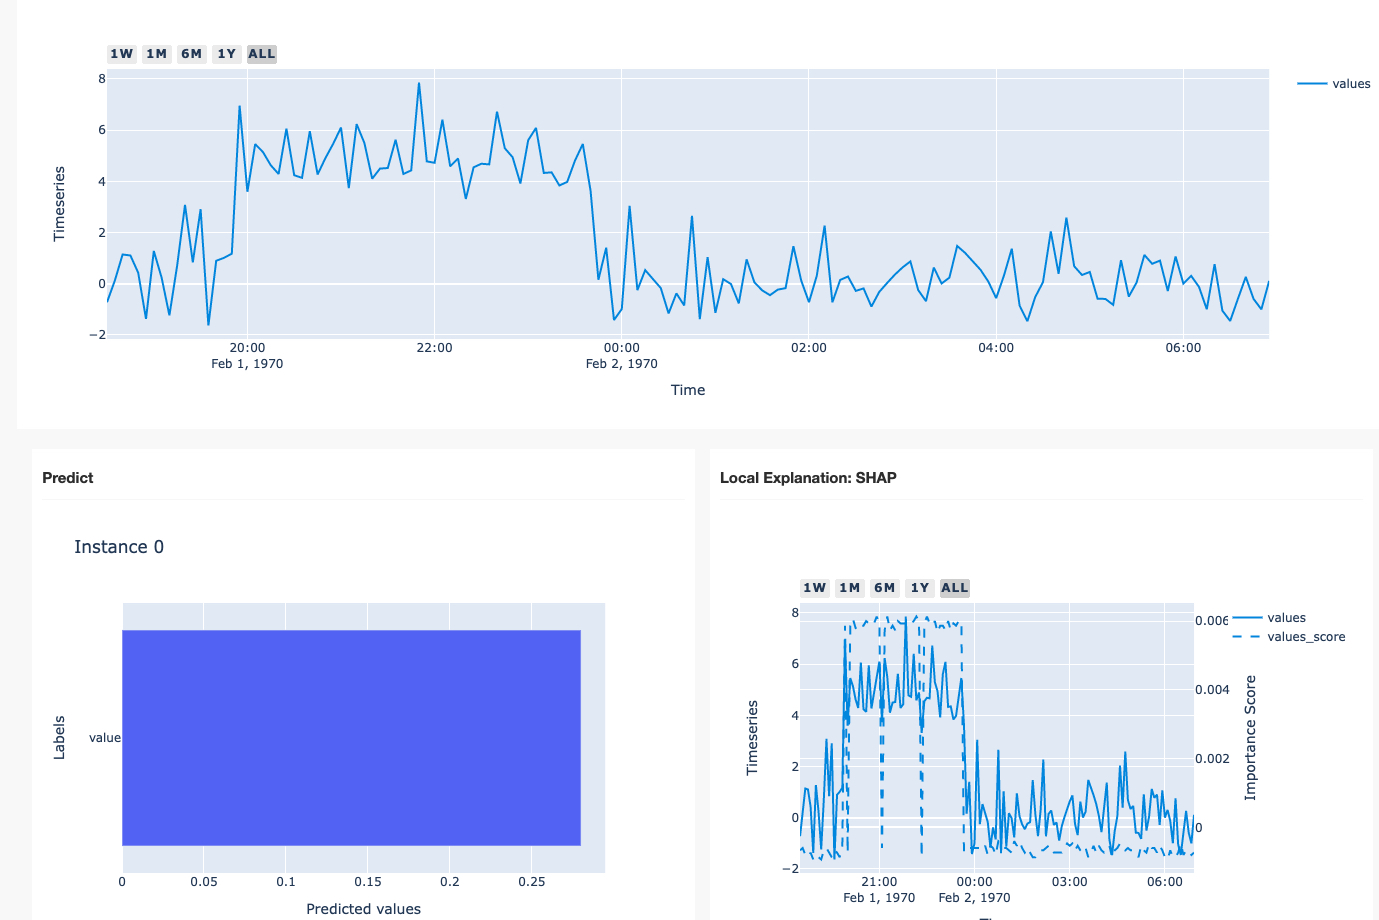 1W 1M 6M 1Y ALL
values
8
6
4
2
0
−2
Timeseries
20:00
Feb 1, 1970
22:00
00:00
Feb 2, 1970
02:00
04:00
06:00
Time
Predict
Instance 0
Labels
value
0
0.05
0.1
0.15
0.2
0.25
Predicted values
Local Explanation: SHAP
1W 1M 6M 1Y ALL
values
values_score
8
6
4
2
0
−2
Timeseries
0.006
0.004
0.002
0
Importance Score
21:00
Feb 1, 1970
00:00
Feb 2, 1970
03:00
06:00